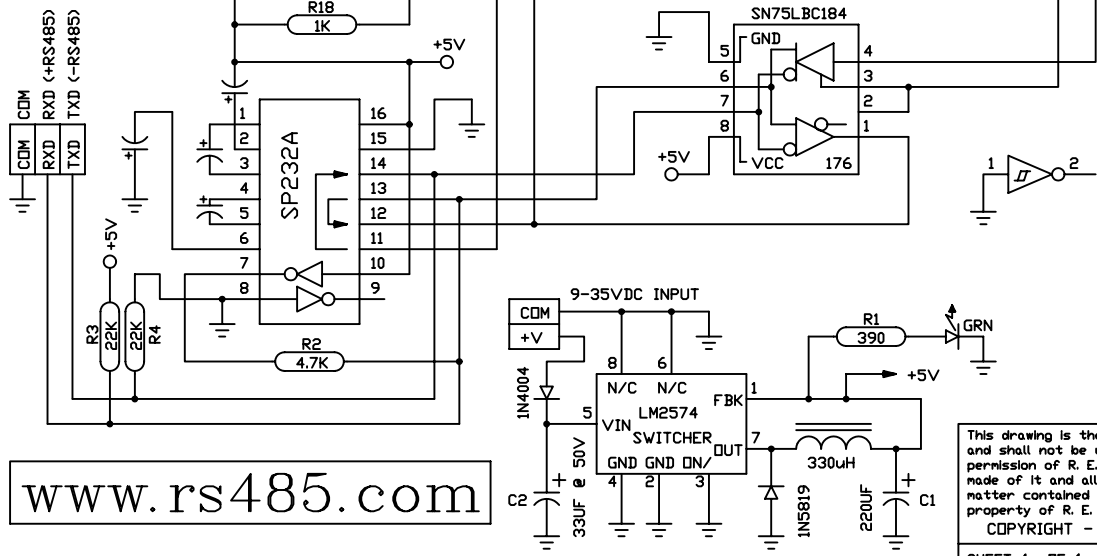 R18
1K
+5V
COM
RXD (+RS485)
TXD (-RS485)
COM
RXD
TXD
SP232A
1
2
3
4
5
6
7
8
16
15
14
13
12
11
10
9
SN75LBC184
GND
VCC
176
5
6
7
8
4
3
2
1
+5V
1
2
+5V
R3
22K
22K
R4
R2
4.7K
9-35VDC INPUT
COM
+V
1N4004
8
6
N/C
N/C
5
VIN
LM2574
SWITCHER
FBK
1
OUT
7
GND
GND
ON/
4
2
3
C2
33UF @ 50V
R1
390
GRN
+5V
330uH
1N5819
220UF
C1
www.rs485.com
This drawing is the
and shall not be
permission of R. E.
made of it and all
matter contained
property of R. E.
COPYRIGHT -